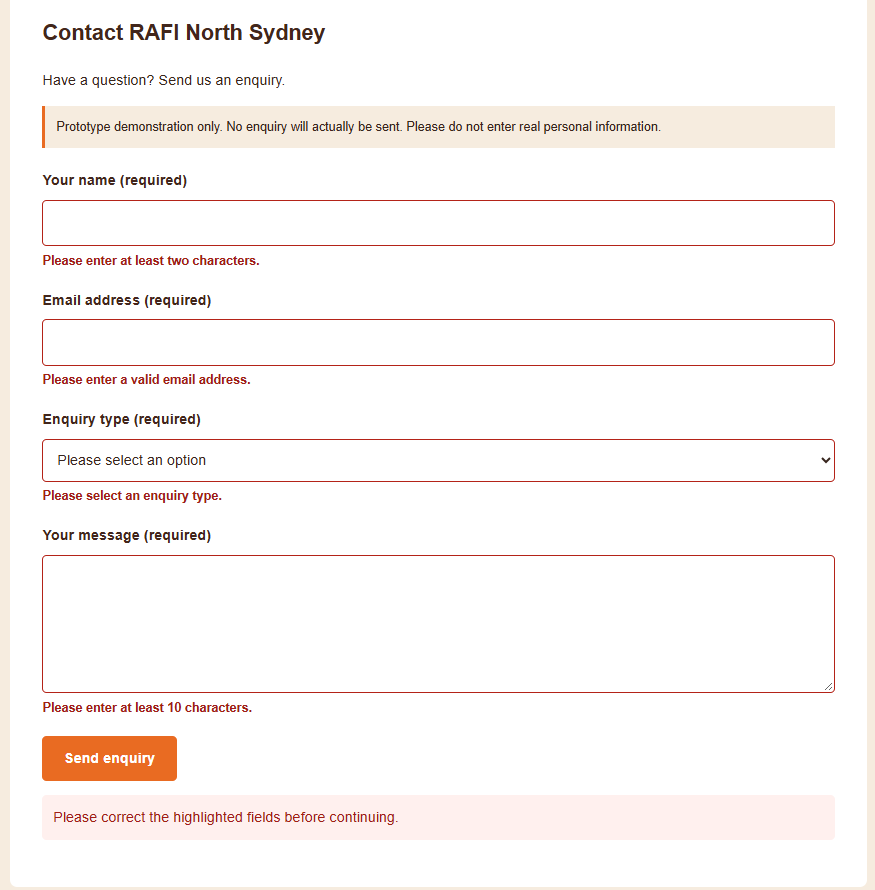 Contact RAFI North Sydney
Have a question? Send us an enquiry.
Prototype demonstration only. No enquiry will actually be sent. Please do not enter real personal information.
Your name (required)
Please enter at least two characters.
Email address (required)
Please enter a valid email address.
Enquiry type (required)
Please select an option
Please select an enquiry type.
Your message (required)
Please enter at least 10 characters.
Send enquiry
Please correct the highlighted fields before continuing.